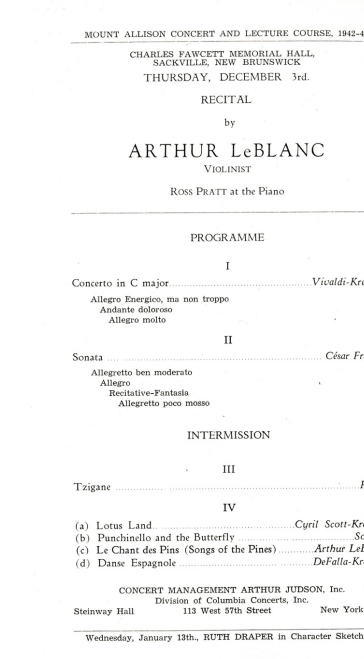 MOUNT ALLISON CONCERT AND LECTURE COURSE, 1942-4
CHARLES FAWCETT MEMORIAL HALL,
SACKVILLE, NEW BRUNSWICK
THURSDAY, DECEMBER 3rd.
RECITAL
by
ARTHUR LeBLANC
VIOLINIST
ROSS PRATT at the Piano
PROGRAMME
I
Concerto in C major Vivaldi-Kre
Allegro Energico, ma non troppo
Andante doloroso
Allegro molto
II
Sonata César Fr
Allegretto ben moderato
Allegro
Recitative-Fantasia
Allegretto poco mosso
INTERMISSION
III
Tzigane
IV
(a) Lotus Land Cyril Scott-Kre
(b) Punchinello and the Butterfly
(c) Le Chant des Pins (Songs of the Pines) Arthur LeB
(d) Danse Espagnole DeFalla-Kr
CONCERT MANAGEMENT ARTHUR JUDSON, Inc.
Division of Columbia Concerts, Inc.
Steinway Hall 113 West 57th Street New York
Wednesday, January 13th., RUTH DRAPER in Character Sketch